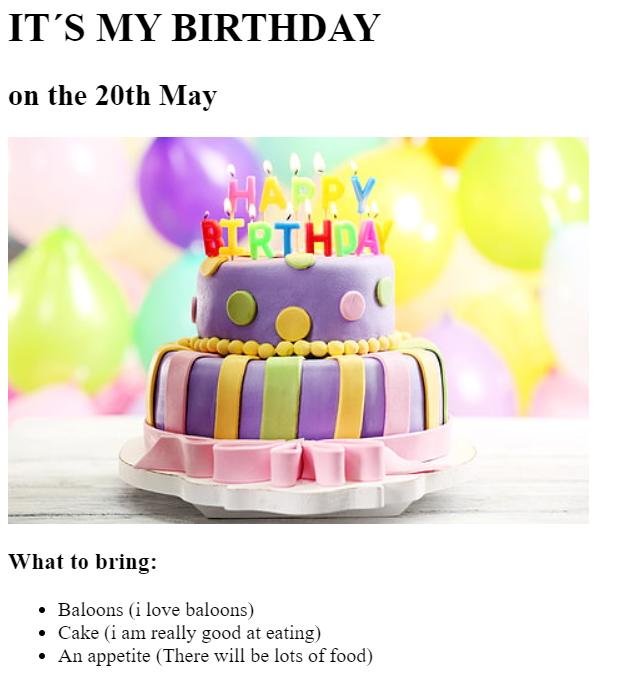 IT´S MY BIRTHDAY
on the 20th May
HAPPY
BIRTHDAY
What to bring:
Baloons (i love baloons)
Cake (i am really good at eating)
An appetite (There will be lots of food)